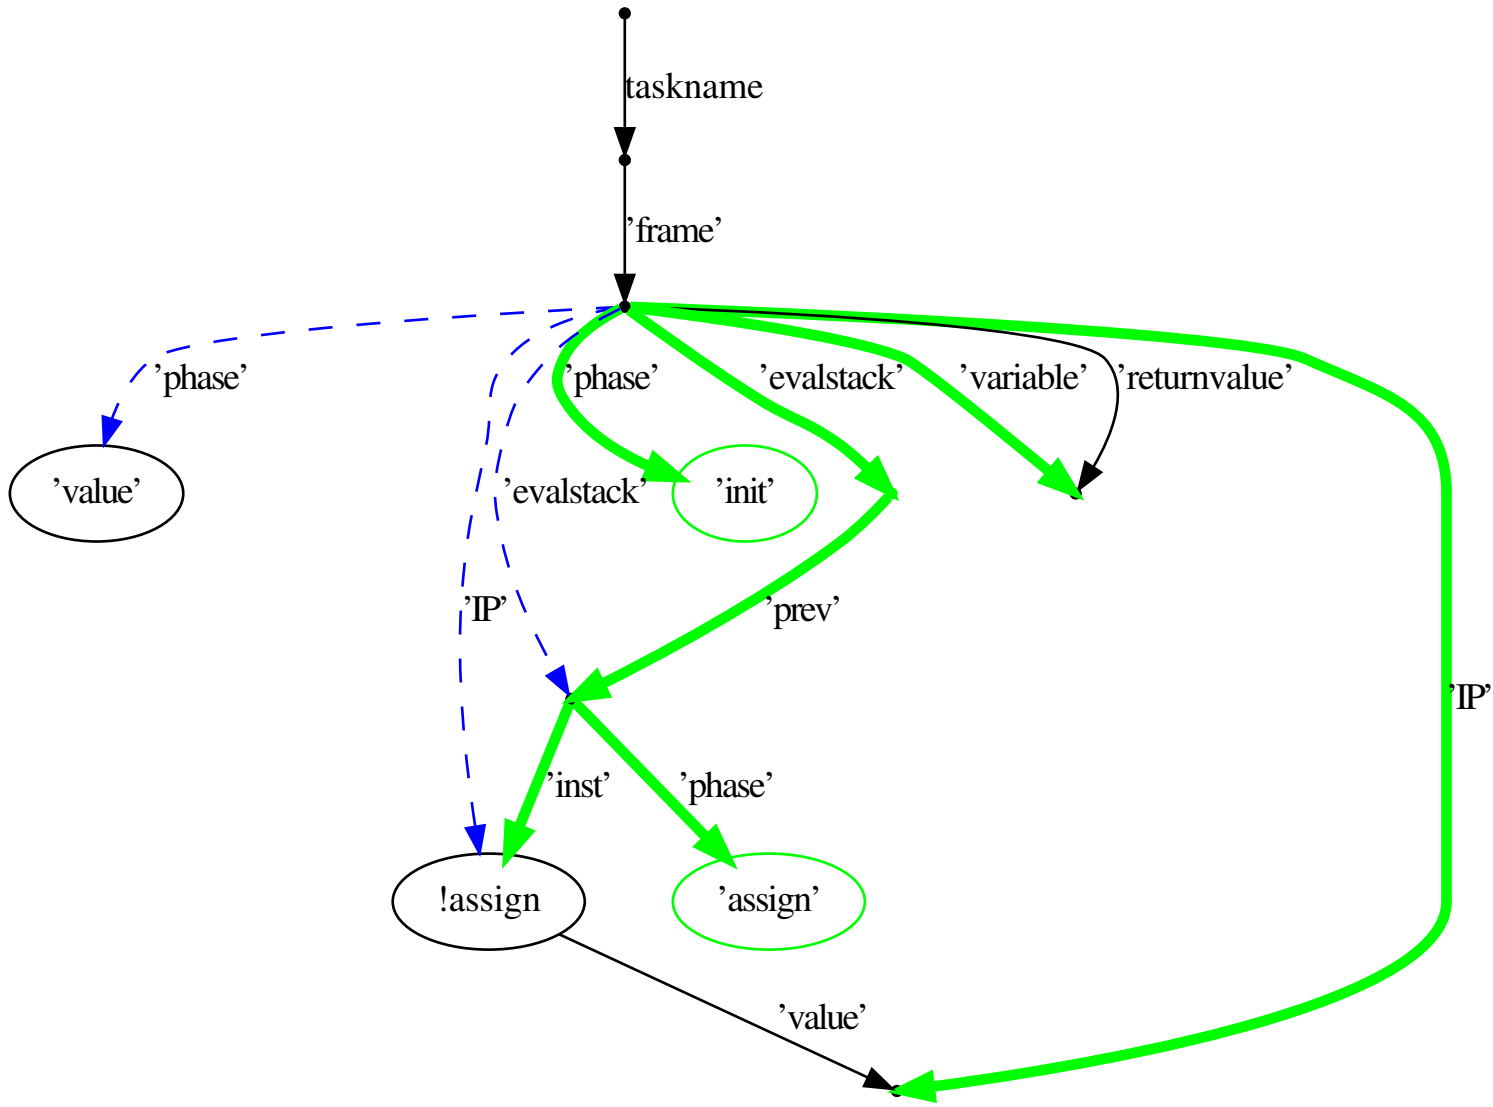 taskname
’frame’
’phase’
’phase’
’evalstack’
’variable’
’returnvalue’
’value’
’evalstack’
’init’
’IP’
’prev’
’IP’
’inst’
’phase’
!assign
’assign’
’value’